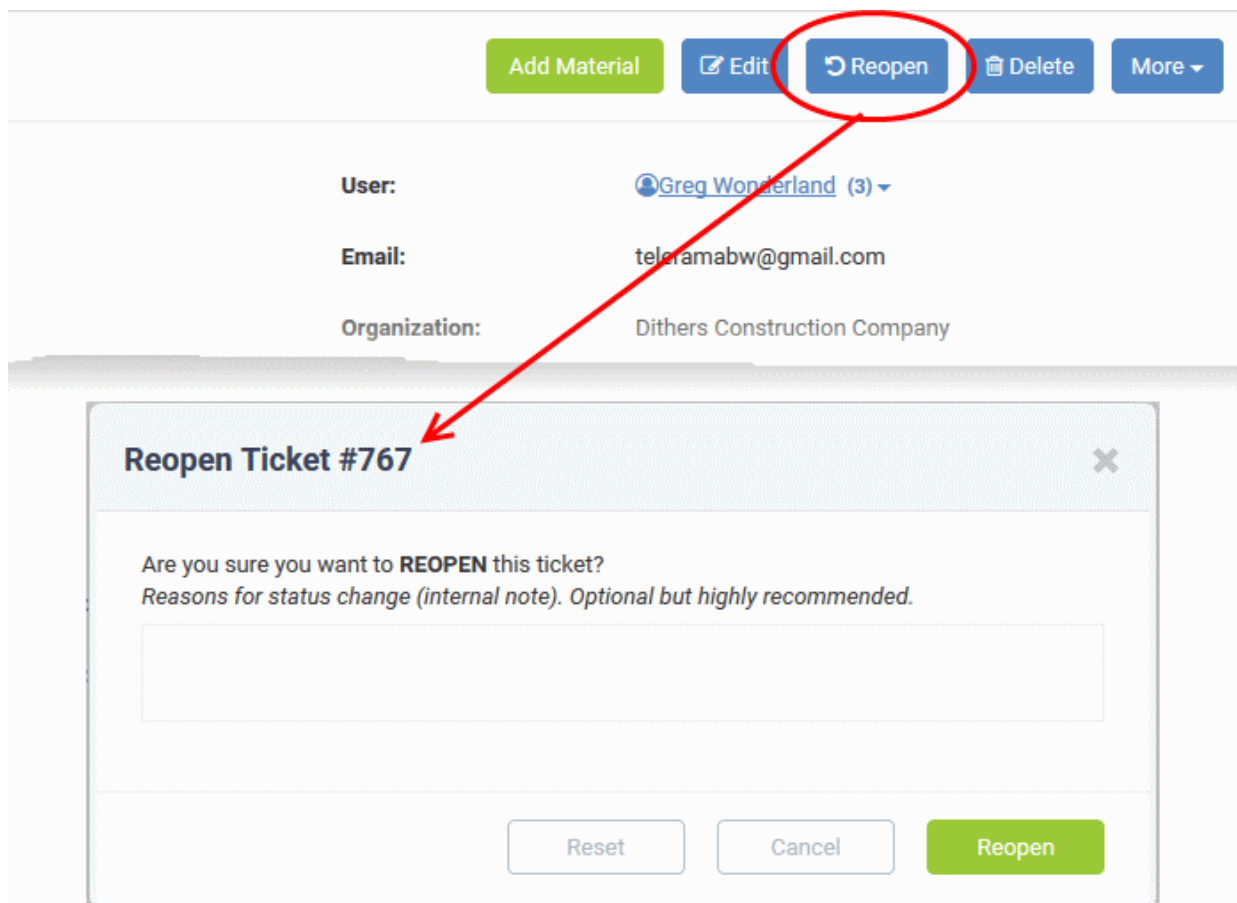 Add Material Edit Reopen Delete More
User: Greg Wonderland (3)
Email: teleramabw@gmail.com
Organization: Dithers Construction Company
Reopen Ticket #767
Are you sure you want to REOPEN this ticket?
Reasons for status change (internal note). Optional but highly recommended.
Reset Cancel Reopen